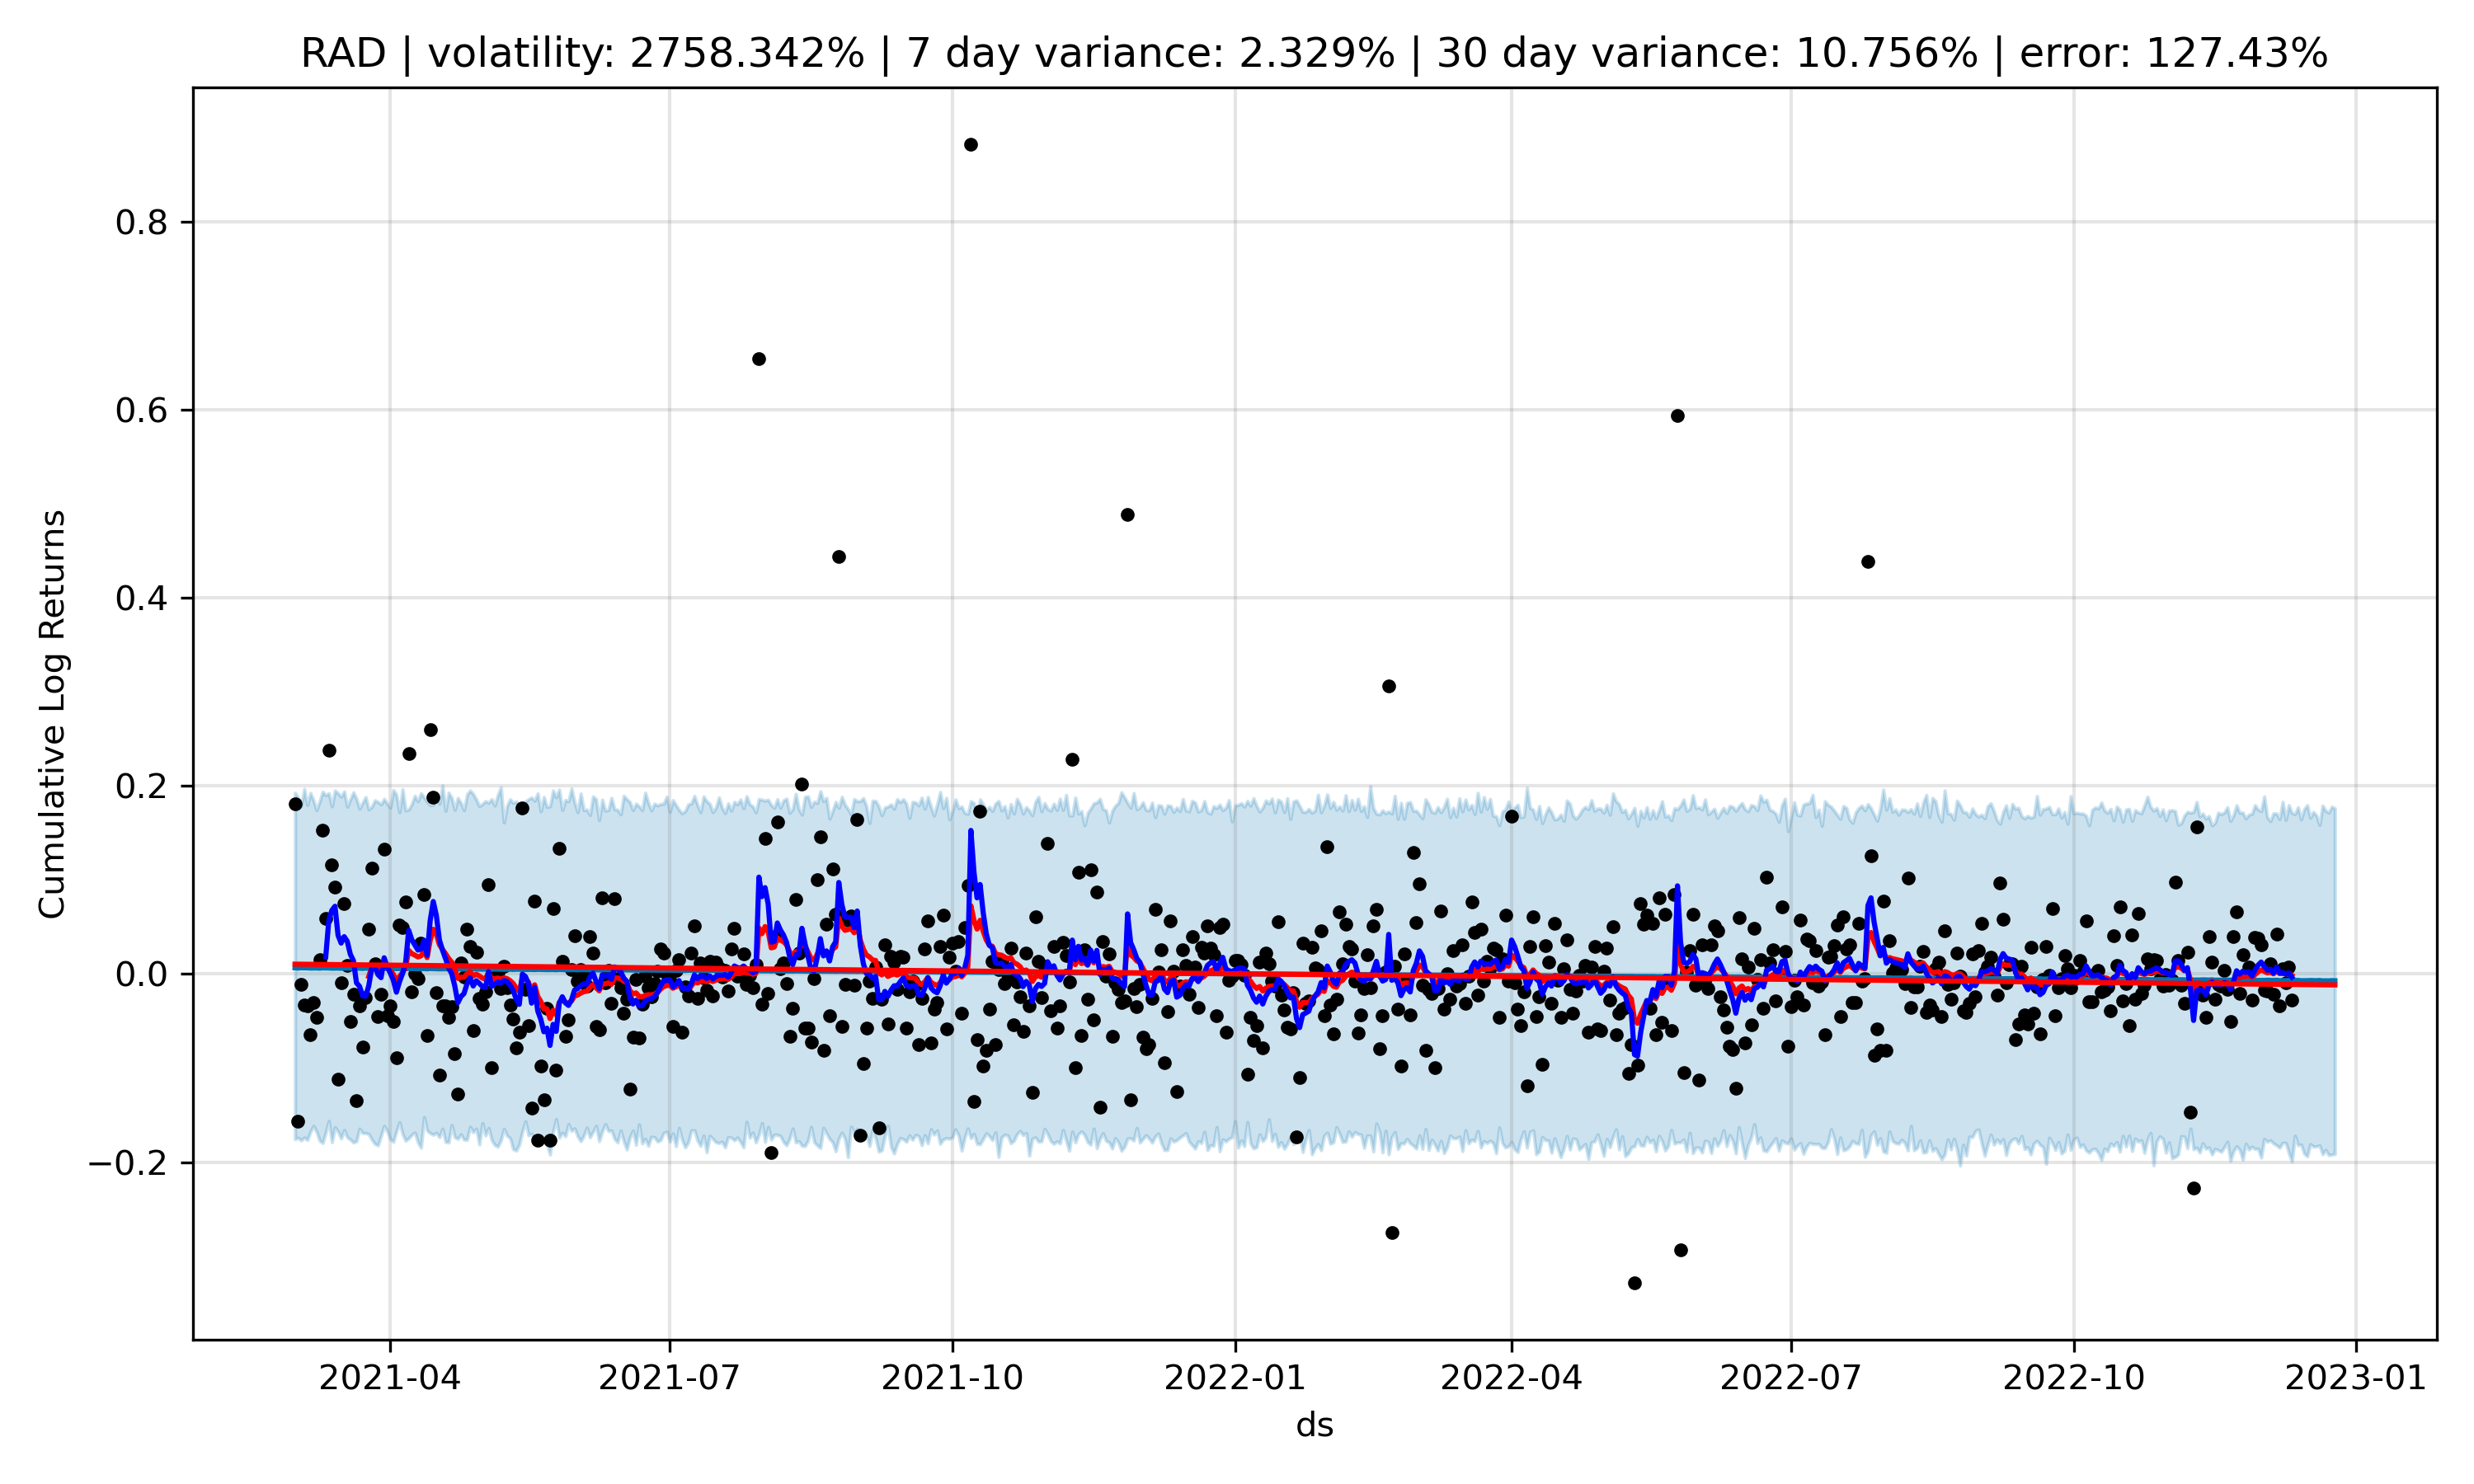 RAD | volatility: 2758.342% | 7 day variance: 2.329% | 30 day variance: 10.756% | error: 127.43%
Cumulative Log Returns
0.8
0.6
0.4
0.2
0.0
−0.2
2021-04 2021-07 2021-10 2022-01 2022-04 2022-07 2022-10 2023-01
ds